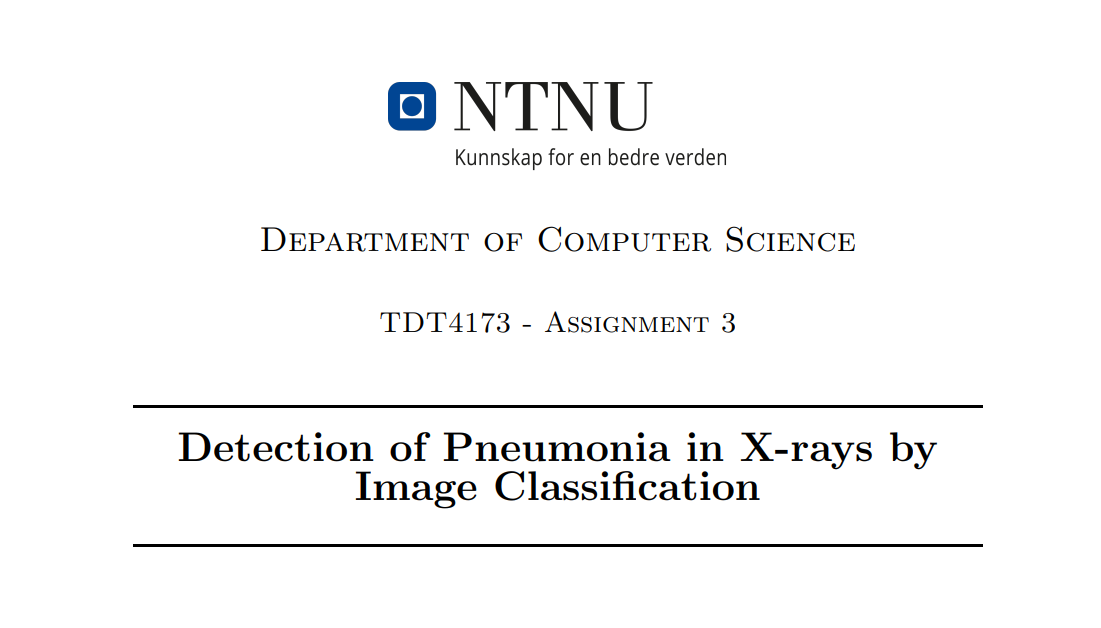 NTNU
Kunnskap for en bedre verden
Department of Computer Science
TDT4173 - Assignment 3
Detection of Pneumonia in X-rays by
Image Classification